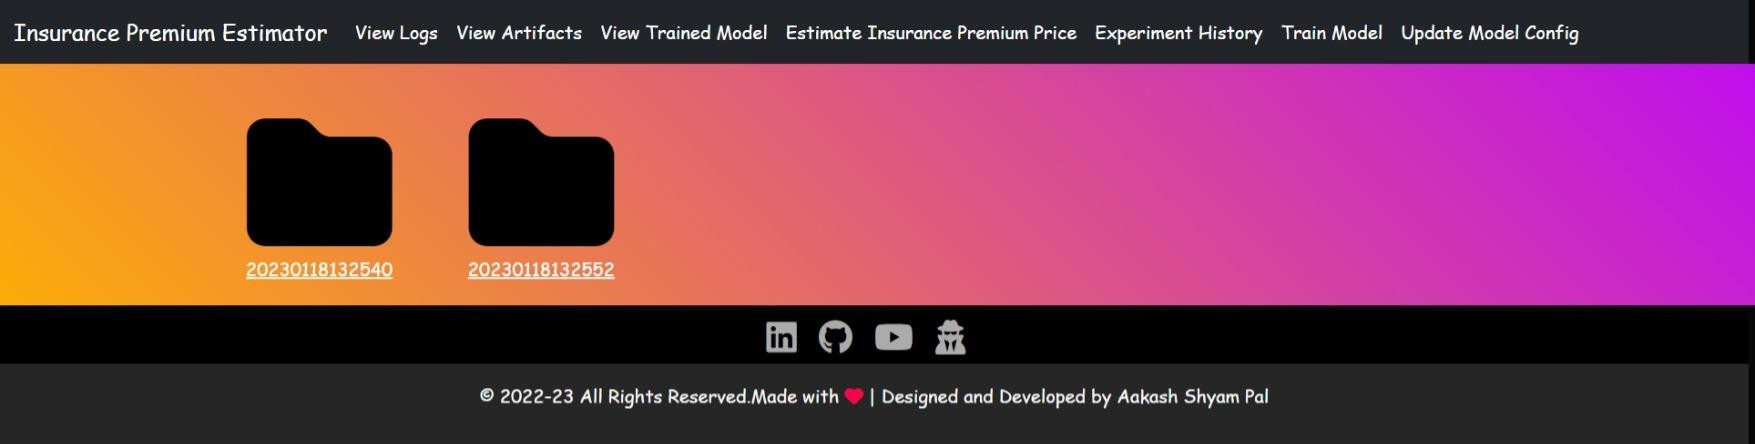 Insurance Premium Estimator View Logs View Artifacts View Trained Model Estimate Insurance Premium Price Experiment History Train Model Update Model Config
20230118132540 20230118132552
in
© 2022-23 All Rights Reserved.Made with ❤ | Designed and Developed by Aakash Shyam Pal